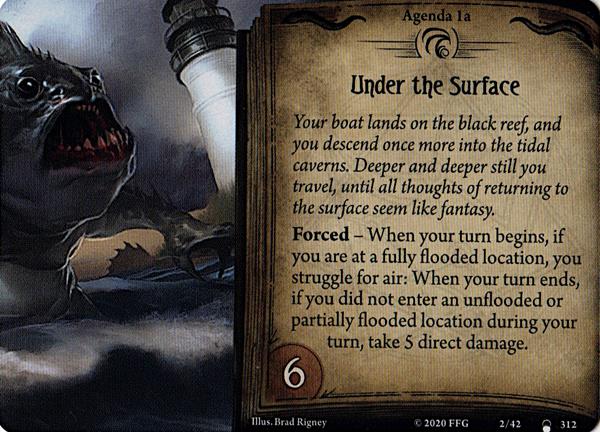 Agenda 1a
Under the Surface
Your boat lands on the black reef, and
you descend once more into the tidal
caverns. Deeper and deeper still you
travel, until all thoughts of returning to
the surface seem like fantasy.
Forced – When your turn begins, if
you are at a fully flooded location, you
struggle for air: When your turn ends,
if you did not enter an unflooded or
partially flooded location during your
turn, take 5 direct damage.
6
Illus. Brad Rigney © 2020 FFG 2/42 312